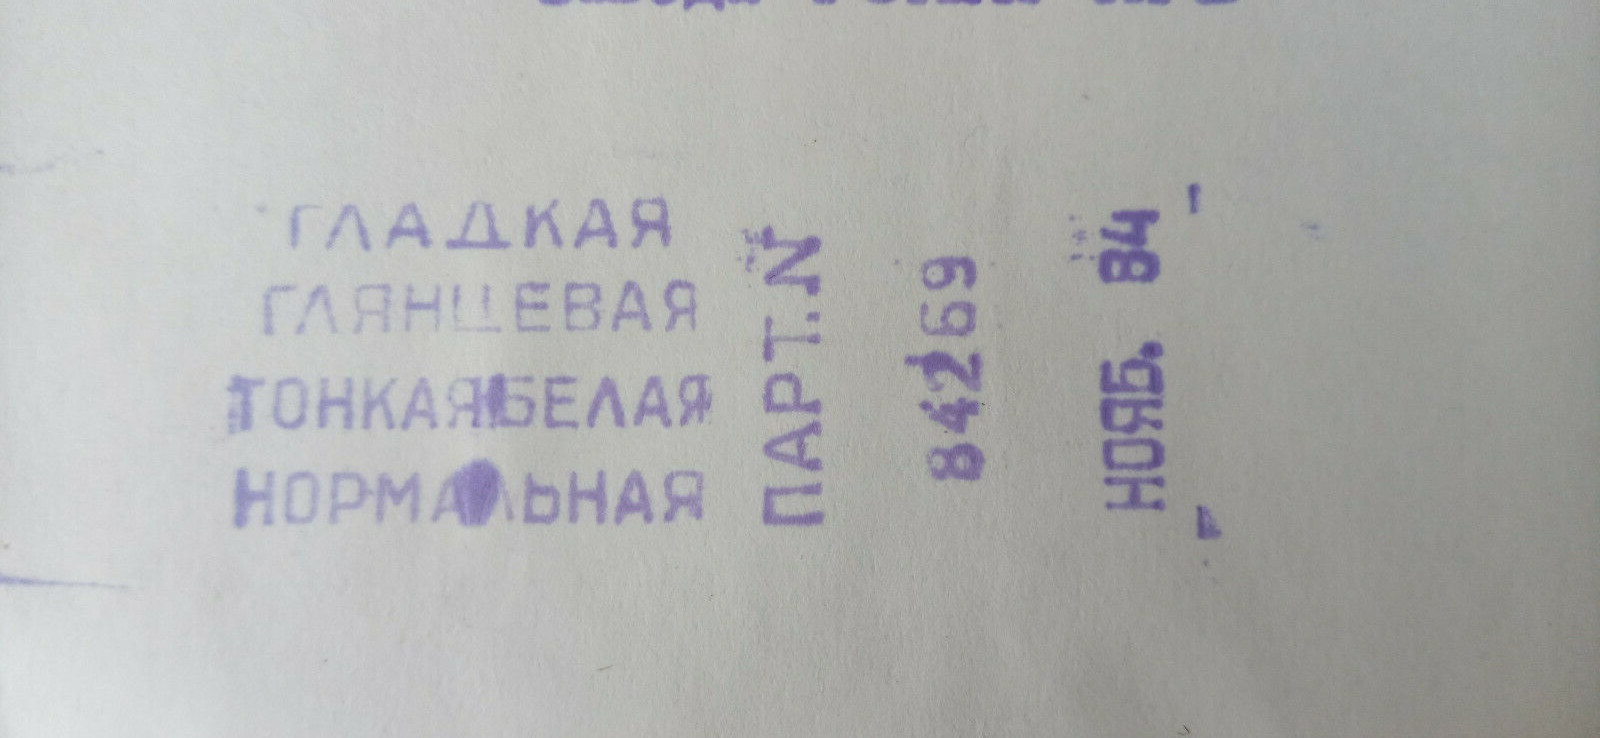 ГЛАДКАЯ
ГЛЯНЦЕВАЯ
ТОНКАЯ БЕЛАЯ
НОРМАЛЬНАЯ
ПАРТ.N
84269
НОЯБ. 84